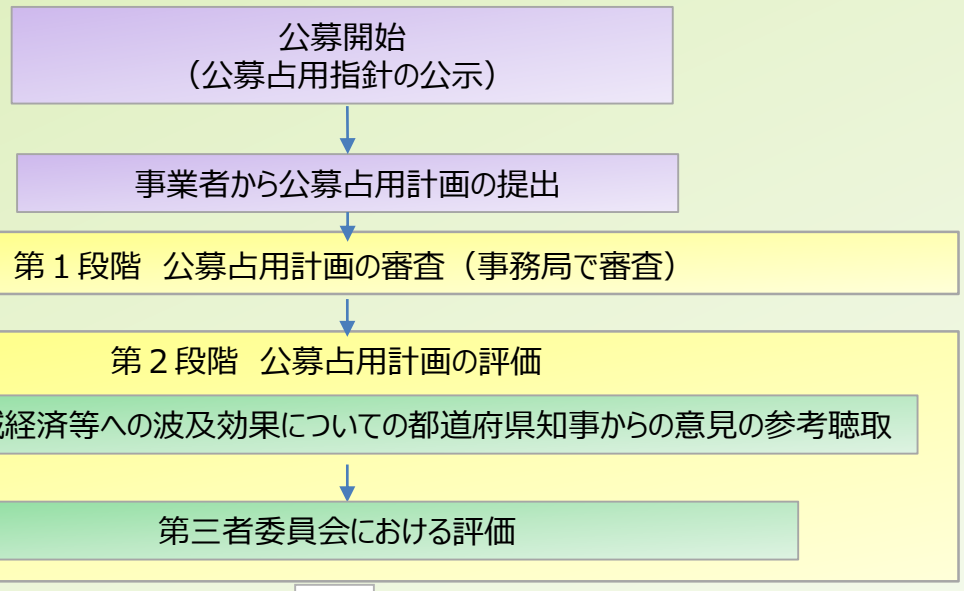 公募開始
（公募占用指針の公示）
事業者から公募占用計画の提出
第１段階 公募占用計画の審査（事務局で審査）
第２段階 公募占用計画の評価
経済等への波及効果についての都道府県知事からの意見の参考聴取
第三者委員会における評価